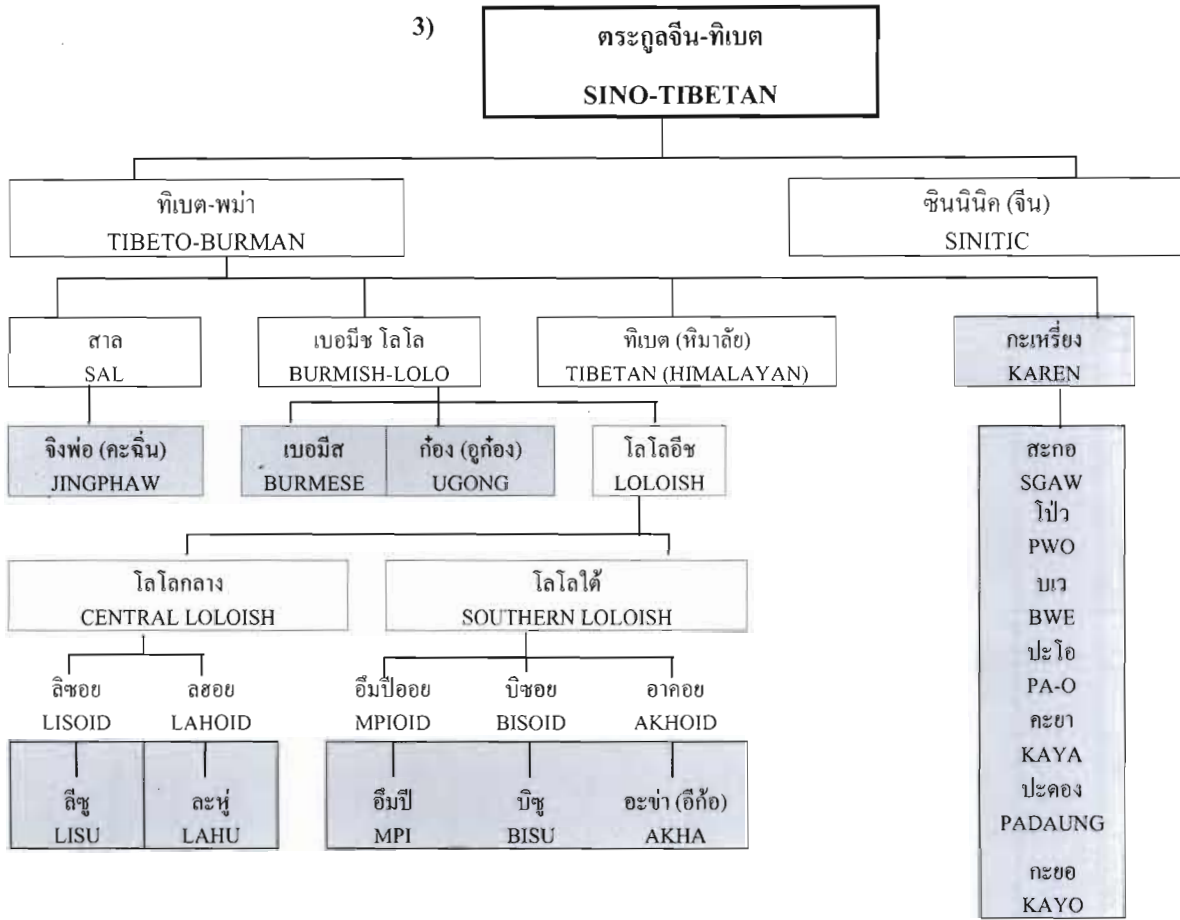 3)
ตระกูลจีน-ทิเบต
SINO-TIBETAN
ทิเบต-พม่า
TIBETO-BURMAN
ซินนินิค (จีน)
SINITIC
สาล
SAL
เบอมีช โลโล
BURMISH-LOLO
ทิเบต (หิมาลัย)
TIBETAN (HIMALAYAN)
กะเหรี่ยง
KAREN
จิงพ่อ (คะฉิ่น)
JINGPHAW
เบอมีส
BURMESE
ก๋อง (อูก๋อง)
UGONG
โลโลอีช
LOLOISH
สะกอ
SGAW
โปว
PWO
บเว
BWE
ปะโอ
PA-O
คะยา
KAYA
ปะดอง
PADAUNG
กะยอ
KAYO
โลโลกลาง
CENTRAL LOLOISH
โลโลใต้
SOUTHERN LOLOISH
ลิซอย
LISOID
ลฮอย
LAHOID
อึมปีออย
MPIOID
บิซอย
BISOID
อาคอย
AKHOID
ลีซู
LISU
ละหู่
LAHU
อึมปี
MPI
บิซู
BISU
อะข่า (อีก้อ)
AKHA